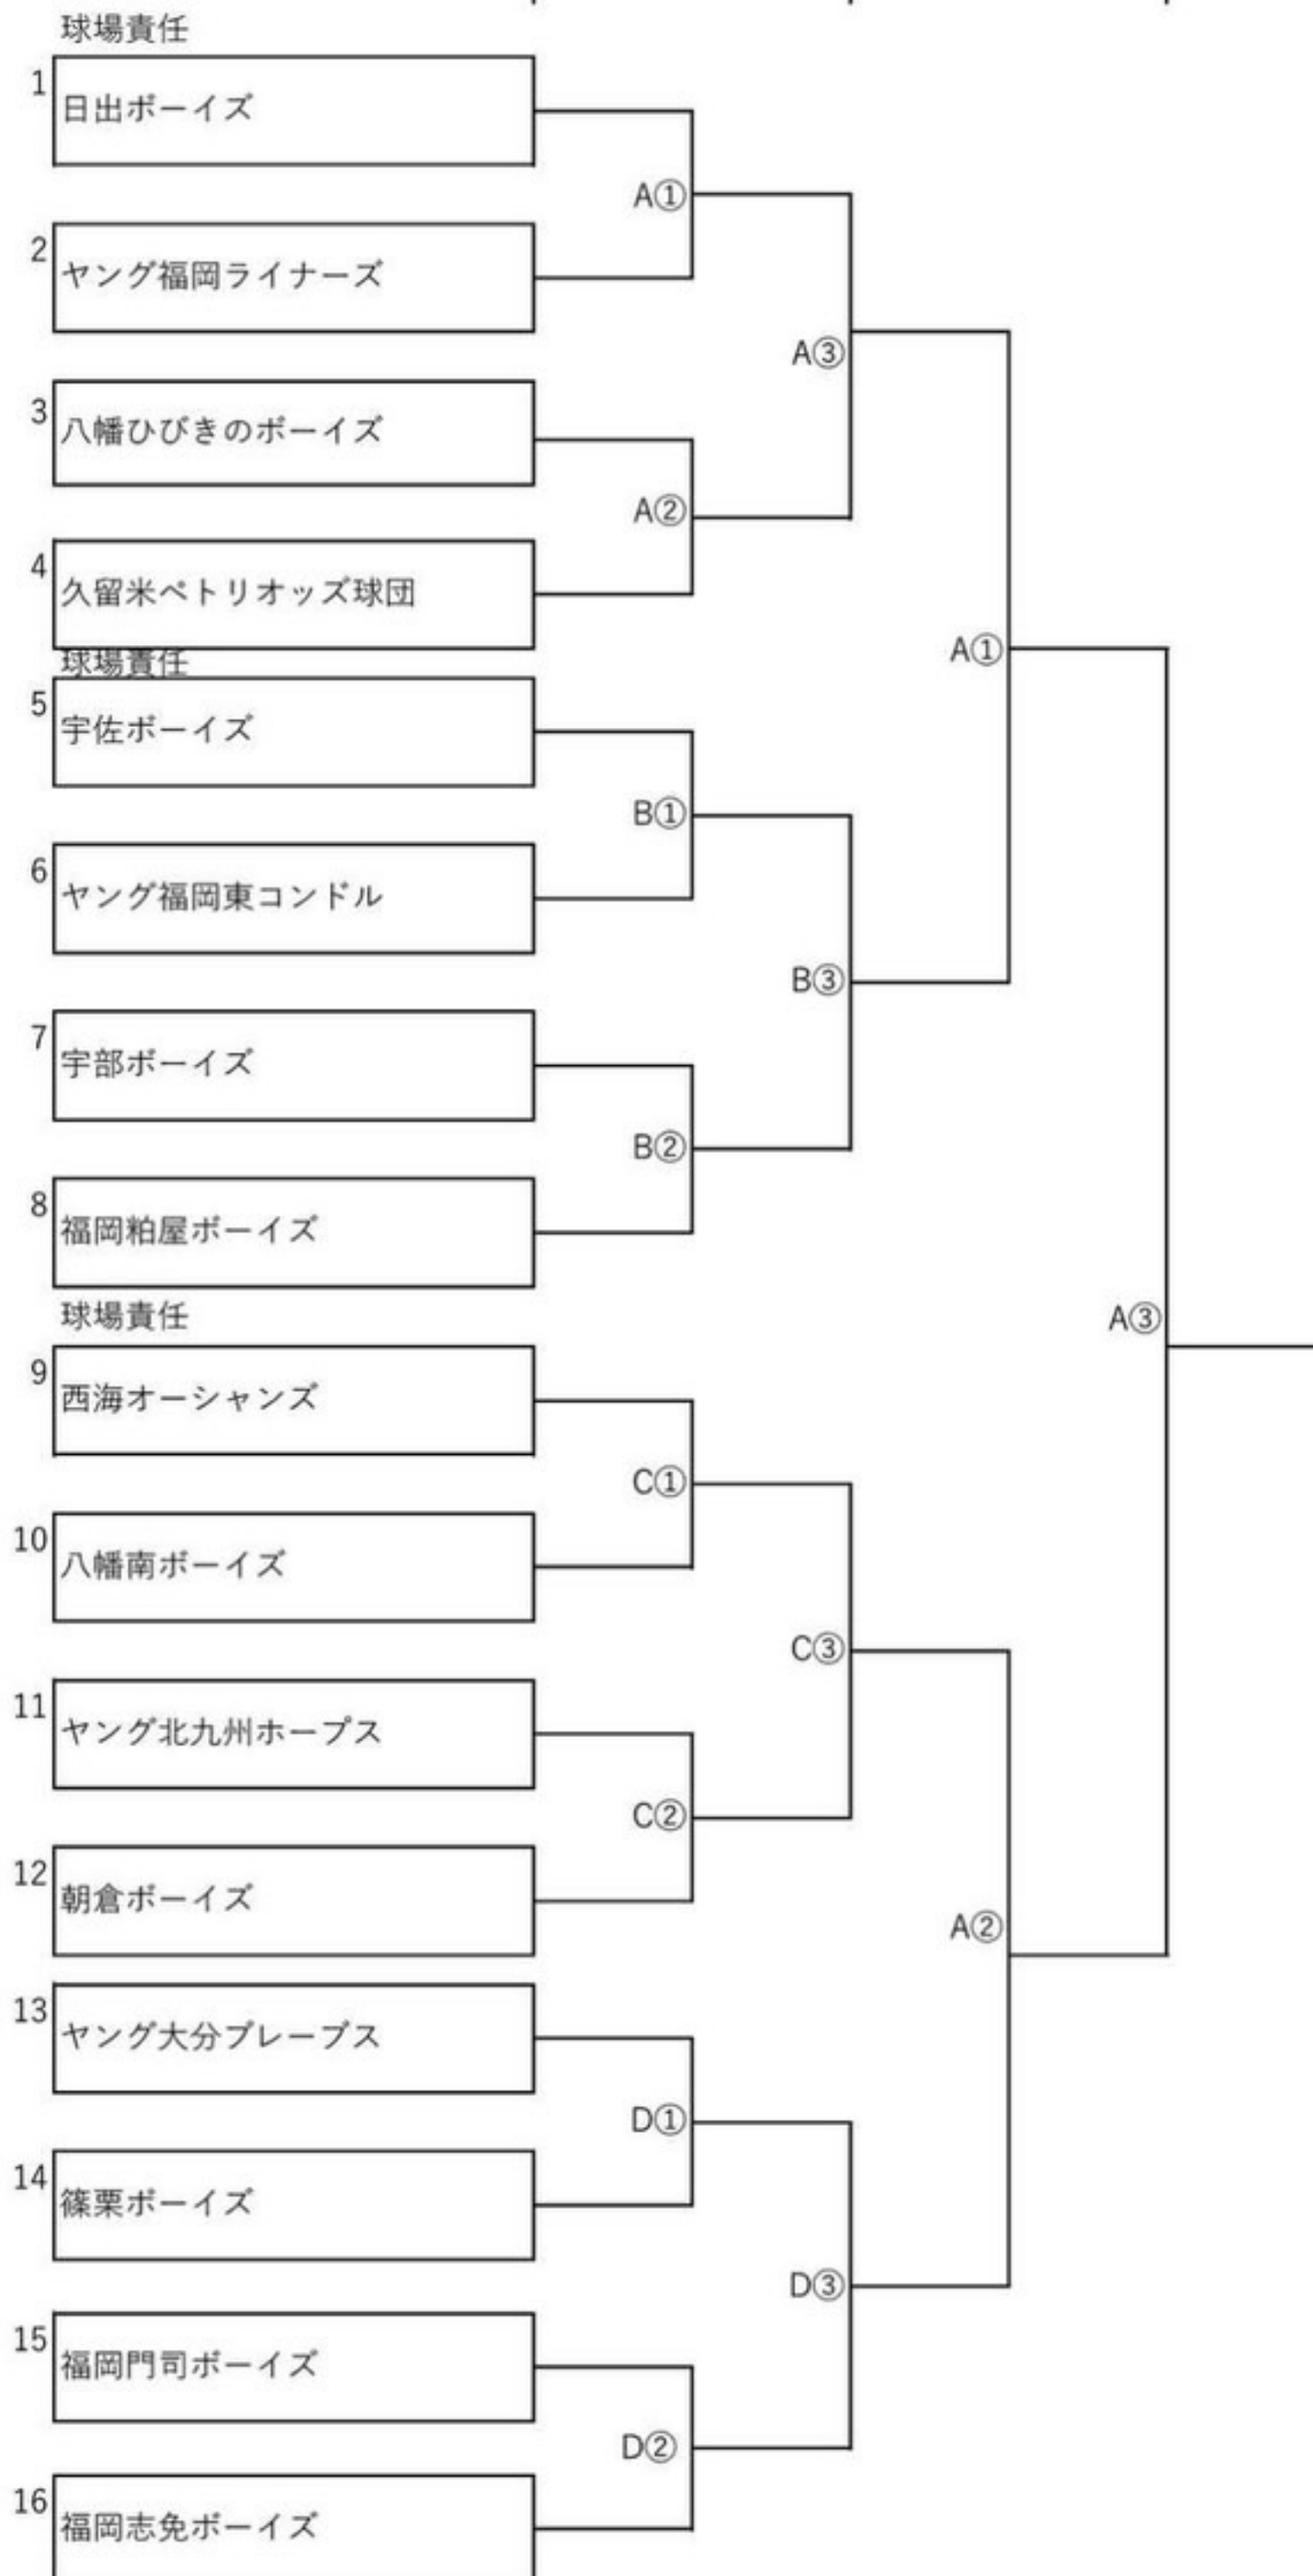 球場責任
1
日出ボーイズ
A①
2
ヤング福岡ライナーズ
A③
3
八幡ひびきのボーイズ
A②
4
久留米ペトリオッズ球団
球場責任
A①
5
宇佐ボーイズ
B①
6
ヤング福岡東コンドル
B③
7
宇部ボーイズ
B②
8
福岡粕屋ボーイズ
球場責任
A③
9
西海オーシャンズ
C①
10
八幡南ボーイズ
C③
11
ヤング北九州ホープス
C②
12
朝倉ボーイズ
A②
13
ヤング大分ブレーブス
D①
14
篠栗ボーイズ
D③
15
福岡門司ボーイズ
D②
16
福岡志免ボーイズ